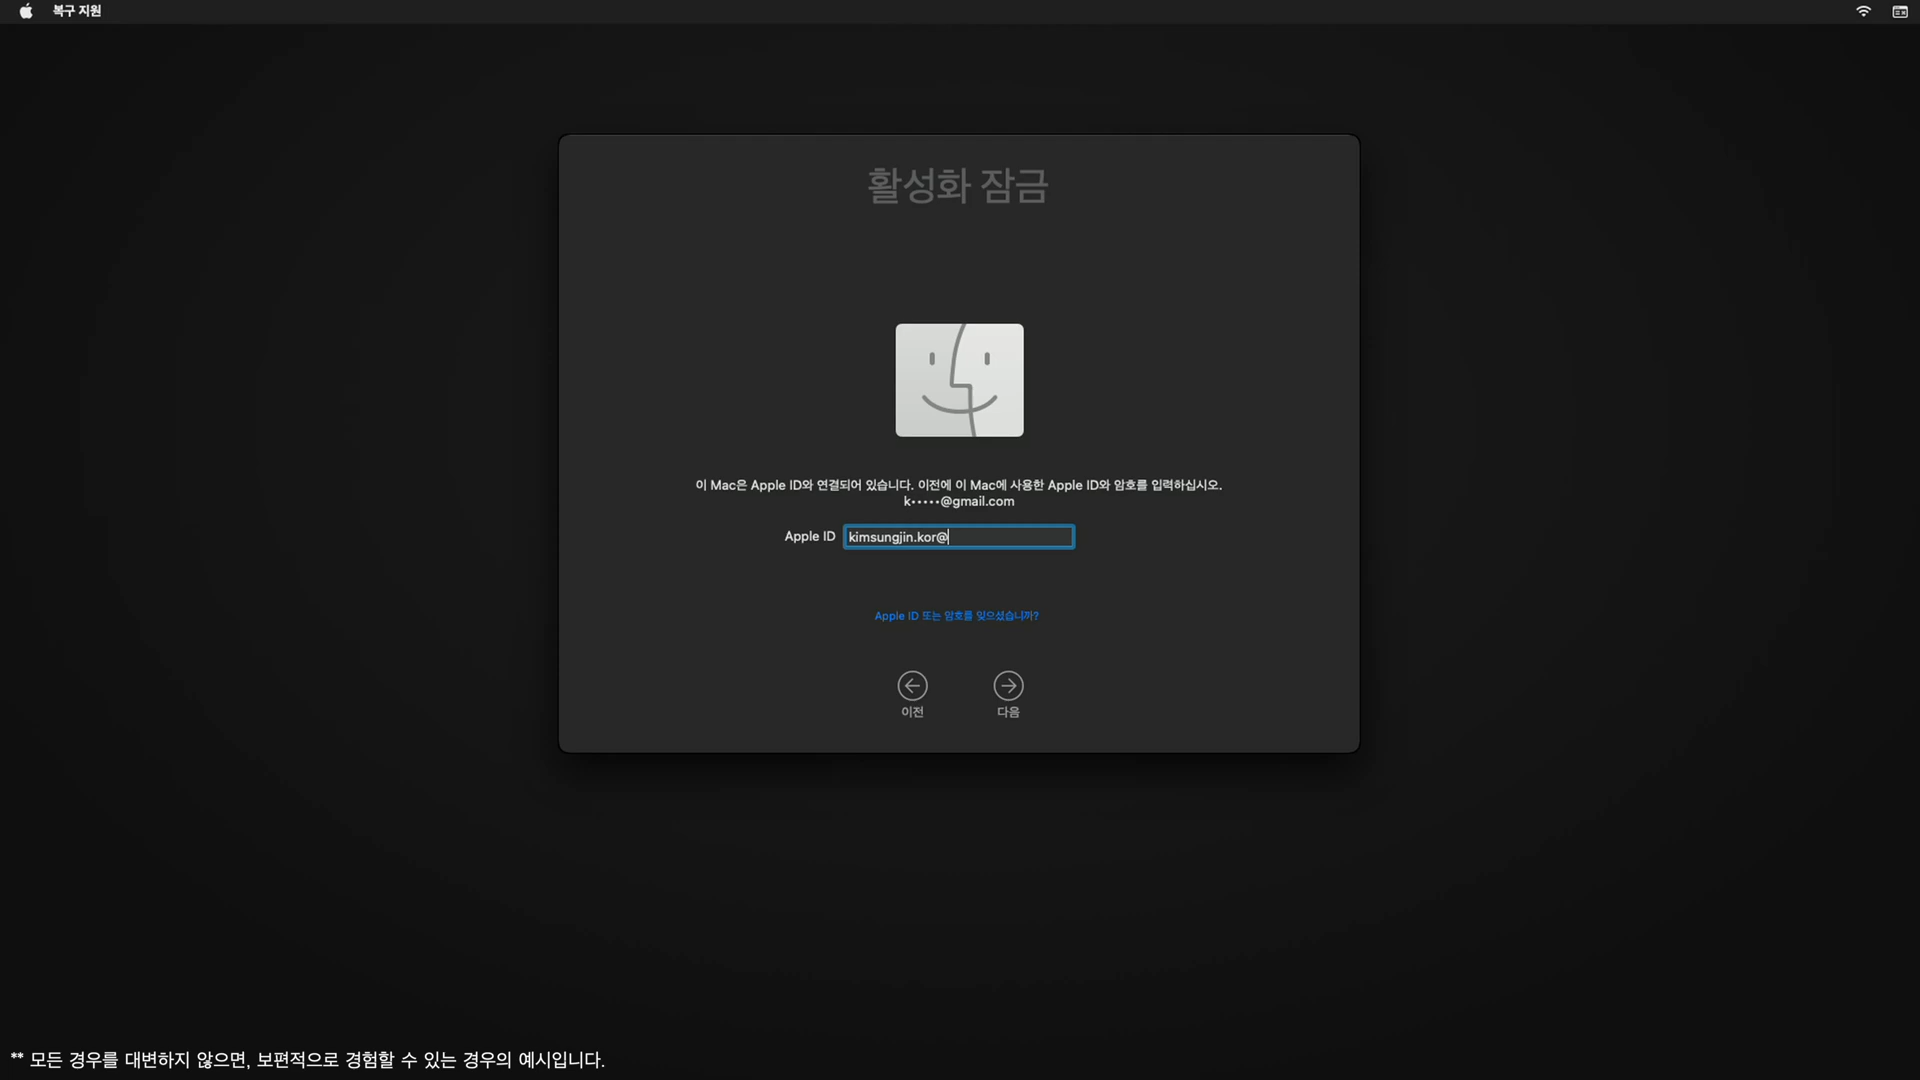 복구 지원
활성화 잠금
이 Mac은 Apple ID와 연결되어 있습니다. 이전에 이 Mac에 사용한 Apple ID와 암호를 입력하십시오.
k•••••@gmail.com
Apple ID kimsungjin.kor@
Apple ID 또는 암호를 잊으셨습니까?
이전 다음
** 모든 경우를 대변하지 않으면, 보편적으로 경험할 수 있는 경우의 예시입니다.